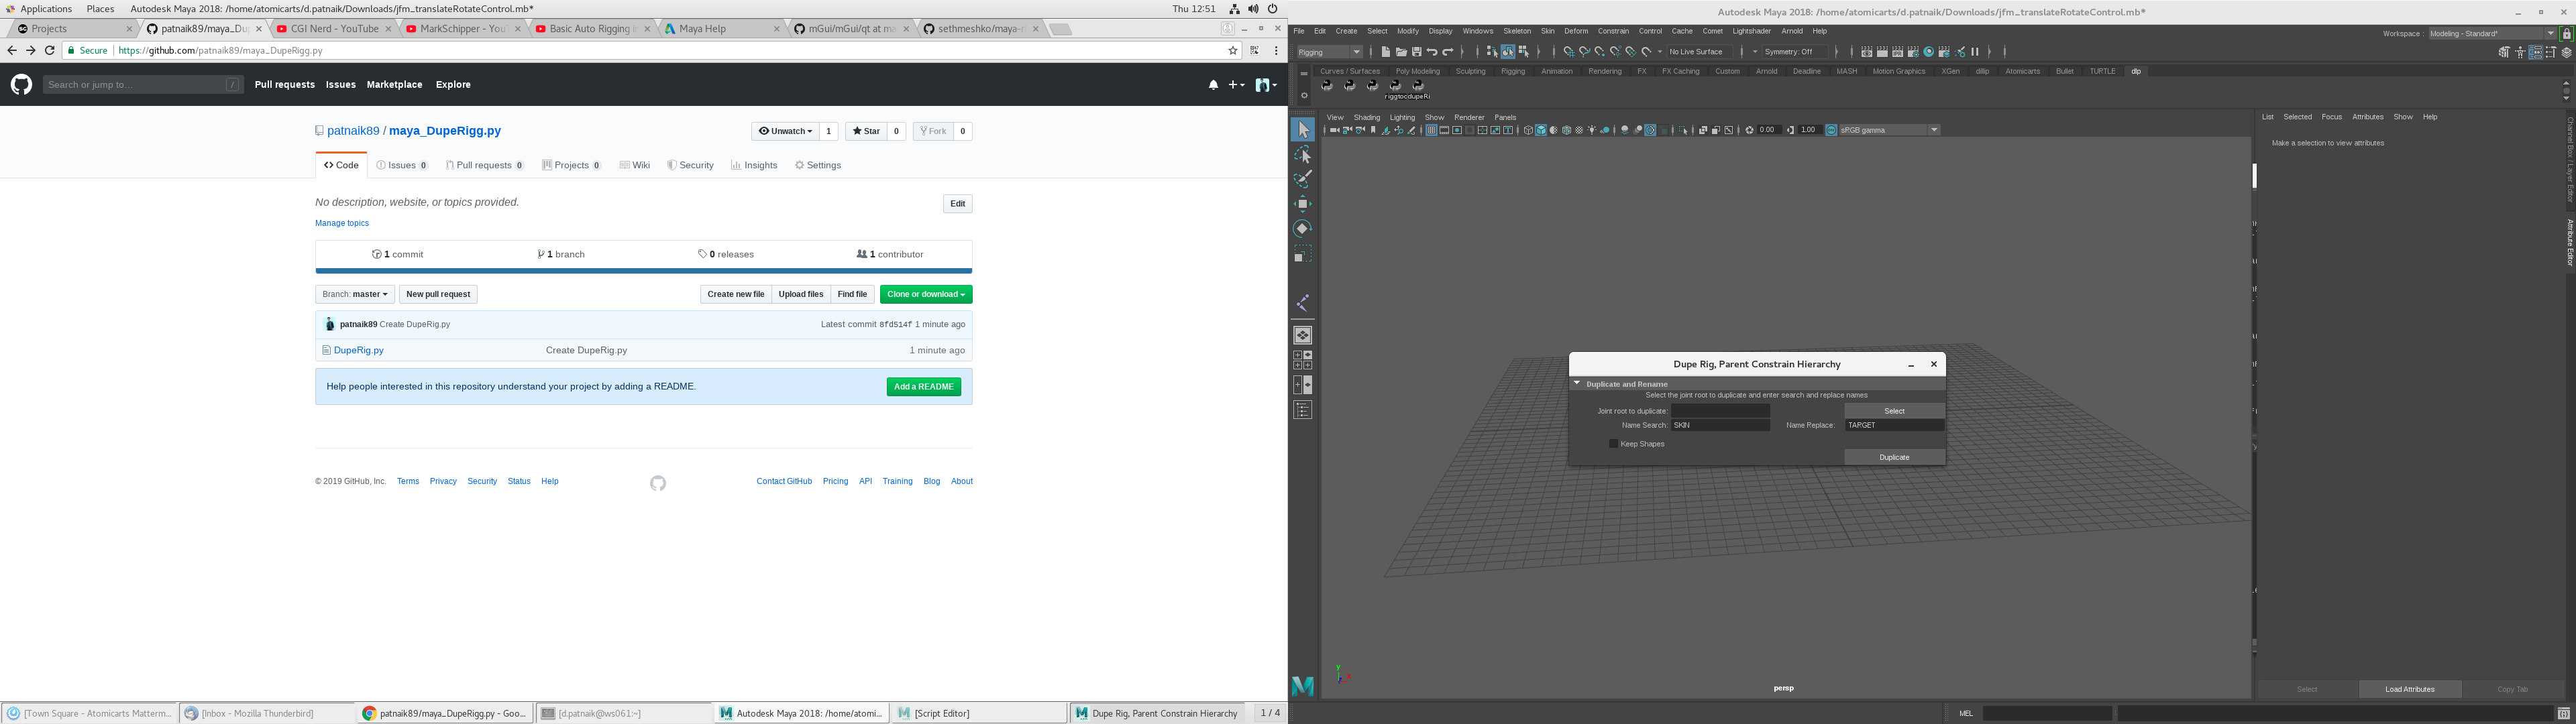 Applications Places Autodesk Maya 2018: /home/atomicarts/d.patnaik/Downloads/jfm_translateRotateControl.mb* Thu 12:51
Projects patnaik89/maya_Du CGI Nerd - YouTube MarkSchipper - You Basic Auto Rigging i Maya Help mGui/mGui/qt at ma sethmeshko/maya-
Secure https://github.com/patnaik89/maya_DupeRigg.py
Search or jump to... / Pull requests Issues Marketplace Explore
patnaik89 / maya_DupeRigg.py Unwatch 1 Star 0 Fork 0
Code Issues 0 Pull requests 0 Projects 0 Wiki Security Insights Settings
No description, website, or topics provided. Edit
Manage topics
1 commit 1 branch 0 releases 1 contributor
Branch: master New pull request Create new file Upload files Find file Clone or download
patnaik89 Create DupeRig.py Latest commit 8fd514f 1 minute ago
DupeRig.py Create DupeRig.py 1 minute ago
Help people interested in this repository understand your project by adding a README. Add a README
© 2019 GitHub, Inc. Terms Privacy Security Status Help Contact GitHub Pricing API Training Blog About
[Town Square - Atomicarts Matterm... [Inbox - Mozilla Thunderbird] patnaik89/maya_DupeRigg.py - Goo... [d.patnaik@ws061:~] Autodesk Maya 2018: /home/atomi... [Script Editor] Dupe Rig, Parent Constrain Hierarchy 1 / 4
Autodesk Maya 2018: /home/atomicarts/d.patnaik/Downloads/jfm_translateRotateControl.mb*
File Edit Create Select Modify Display Windows Skeleton Skin Deform Constrain Control Cache Comet Lightshader Arnold Help Workspace : Modeling - Standard*
Rigging No Live Surface Symmetry: Off
Curves / Surfaces Poly Modeling Sculpting Rigging Animation Rendering FX FX Caching Custom Arnold Deadline MASH Motion Graphics XGen dilip Atomicarts Bullet TURTLE dlp
riggtoc dupeRi
View Shading Lighting Show Renderer Panels
0.00 1.00 sRGB gamma
List Selected Focus Attributes Show Help
Make a selection to view attributes
Channel Box / Layer Editor
Attribute Editor
Dupe Rig, Parent Constrain Hierarchy
Duplicate and Rename
Select the joint root to duplicate and enter search and replace names
Joint root to duplicate: Select
Name Search: SKIN Name Replace: TARGET
Keep Shapes
Duplicate
y
persp
Select Load Attributes Copy Tab
MEL